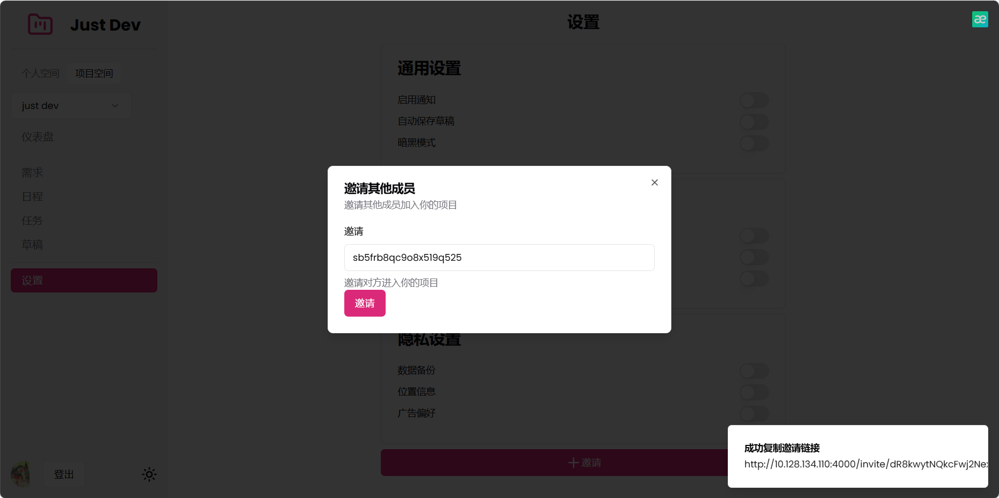 Just Dev
个人空间 项目空间
just dev
仪表盘
需求
日程
任务
草稿
设置
登出
设置
æ
通用设置
启用通知
自动保存草稿
暗黑模式
邀请其他成员
邀请其他成员加入你的项目
邀请
sb5frb8qc9o8x519q525
邀请对方进入你的项目
邀请
隐私设置
数据备份
位置信息
广告偏好
邀请
成功复制邀请链接
http://10.128.134.110:4000/invite/dR8kwytNQkcFwj2Ne